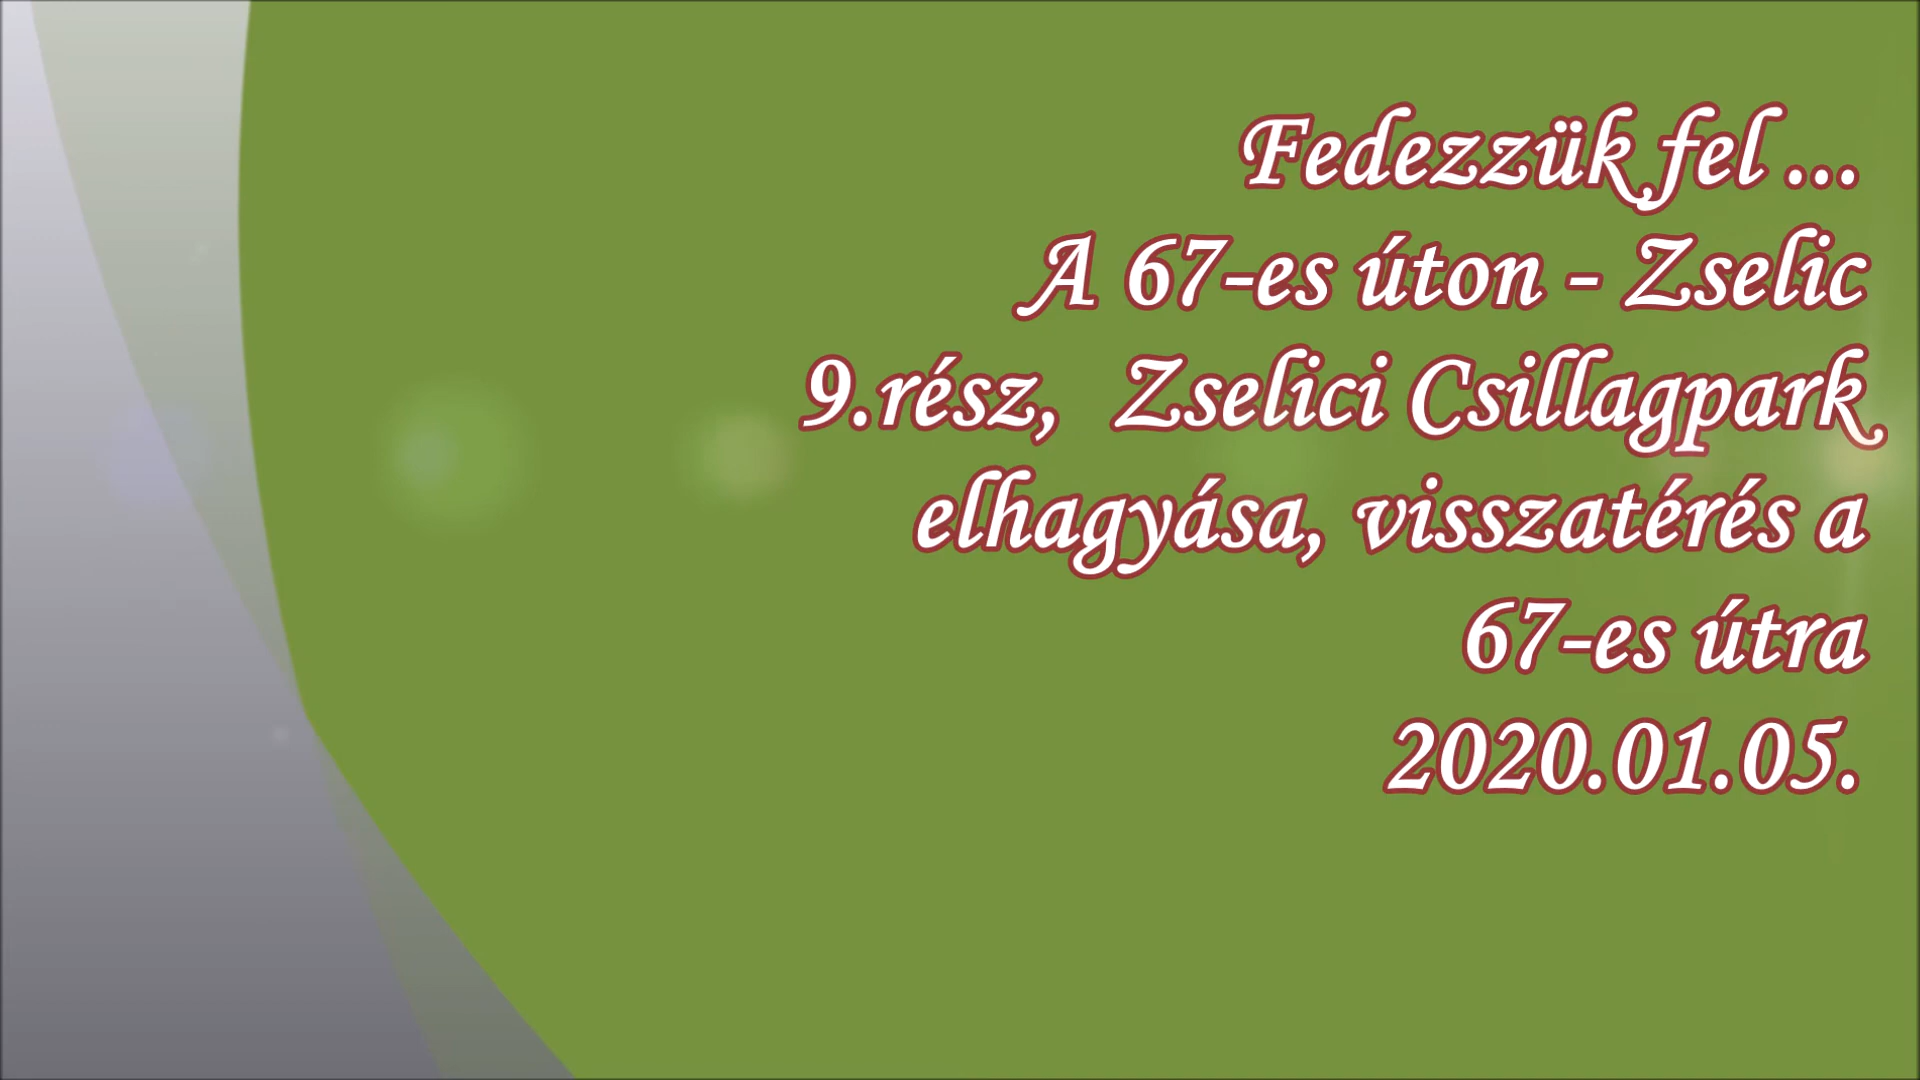 Fedezzük fel ...
A 67-es úton - Zselic
9.rész,  Zselici Csillagpark
elhagyása, visszatérés a
67-es útra
2020.01.05.